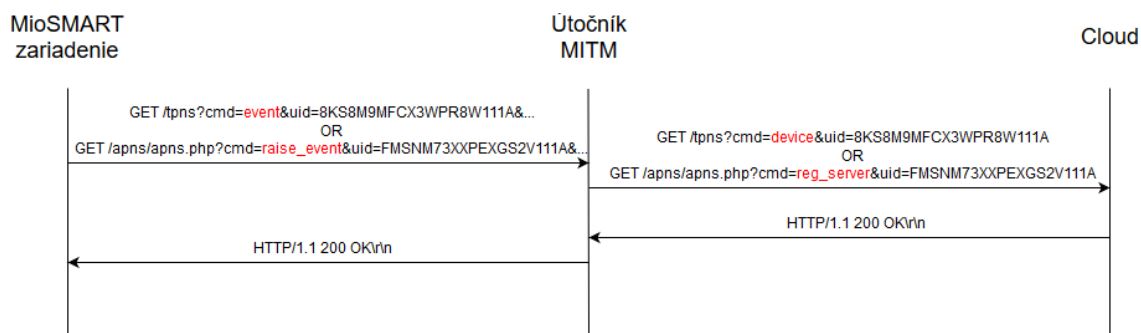 MioSMART
zariadenie
Útočník
MITM
Cloud
GET /tpns?cmd=event&uid=8KS8M9MFCX3WPR8W111A&...
OR
GET /apns/apns.php?cmd=raise_event&uid=FMSNM73XXPEXGS2V111A&...
GET /tpns?cmd=device&uid=8KS8M9MFCX3WPR8W111A
OR
GET /apns/apns.php?cmd=reg_server&uid=FMSNM73XXPEXGS2V111A
HTTP/1.1 200 OK\r\n
HTTP/1.1 200 OK\r\n